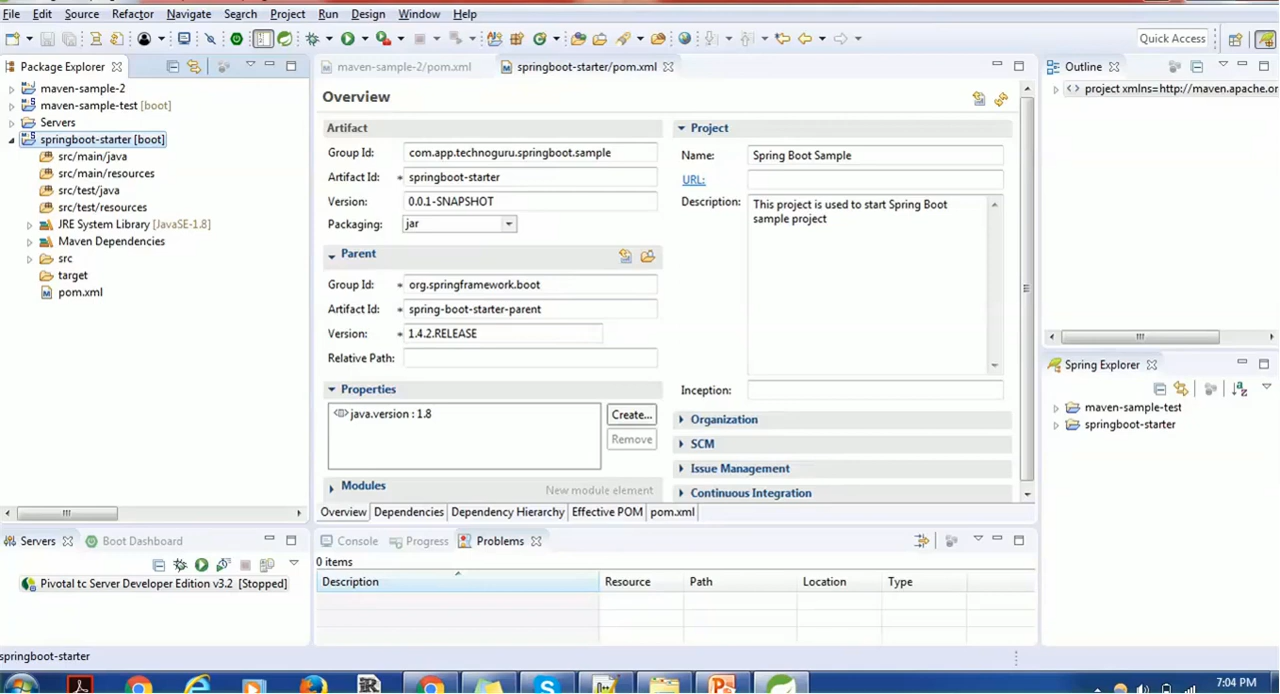 File Edit Source Refactor Navigate Search Project Run Design Window Help
Quick Access
Package Explorer
maven-sample-2
maven-sample-test [boot]
Servers
springboot-starter [boot]
src/main/java
src/main/resources
src/test/java
src/test/resources
JRE System Library [JavaSE-1.8]
Maven Dependencies
src
target
pom.xml
maven-sample-2/pom.xml springboot-starter/pom.xml
Overview
Artifact
Group Id: com.app.technoguru.springboot.sample
Artifact Id: springboot-starter
Version: 0.0.1-SNAPSHOT
Packaging: jar
Parent
Group Id: org.springframework.boot
Artifact Id: spring-boot-starter-parent
Version: 1.4.2.RELEASE
Relative Path:
Properties
java.version : 1.8
Create...
Remove
Modules
New module element
Project
Name: Spring Boot Sample
URL:
Description: This project is used to start Spring Boot
sample project
Inception:
Organization
SCM
Issue Management
Continuous Integration
Overview Dependencies Dependency Hierarchy Effective POM pom.xml
Outline
project xmlns=http://maven.apache.or
Spring Explorer
maven-sample-test
springboot-starter
Servers Boot Dashboard
Pivotal tc Server Developer Edition v3.2 [Stopped]
Console Progress Problems
0 items
Description Resource Path Location Type
springboot-starter
7:04 PM